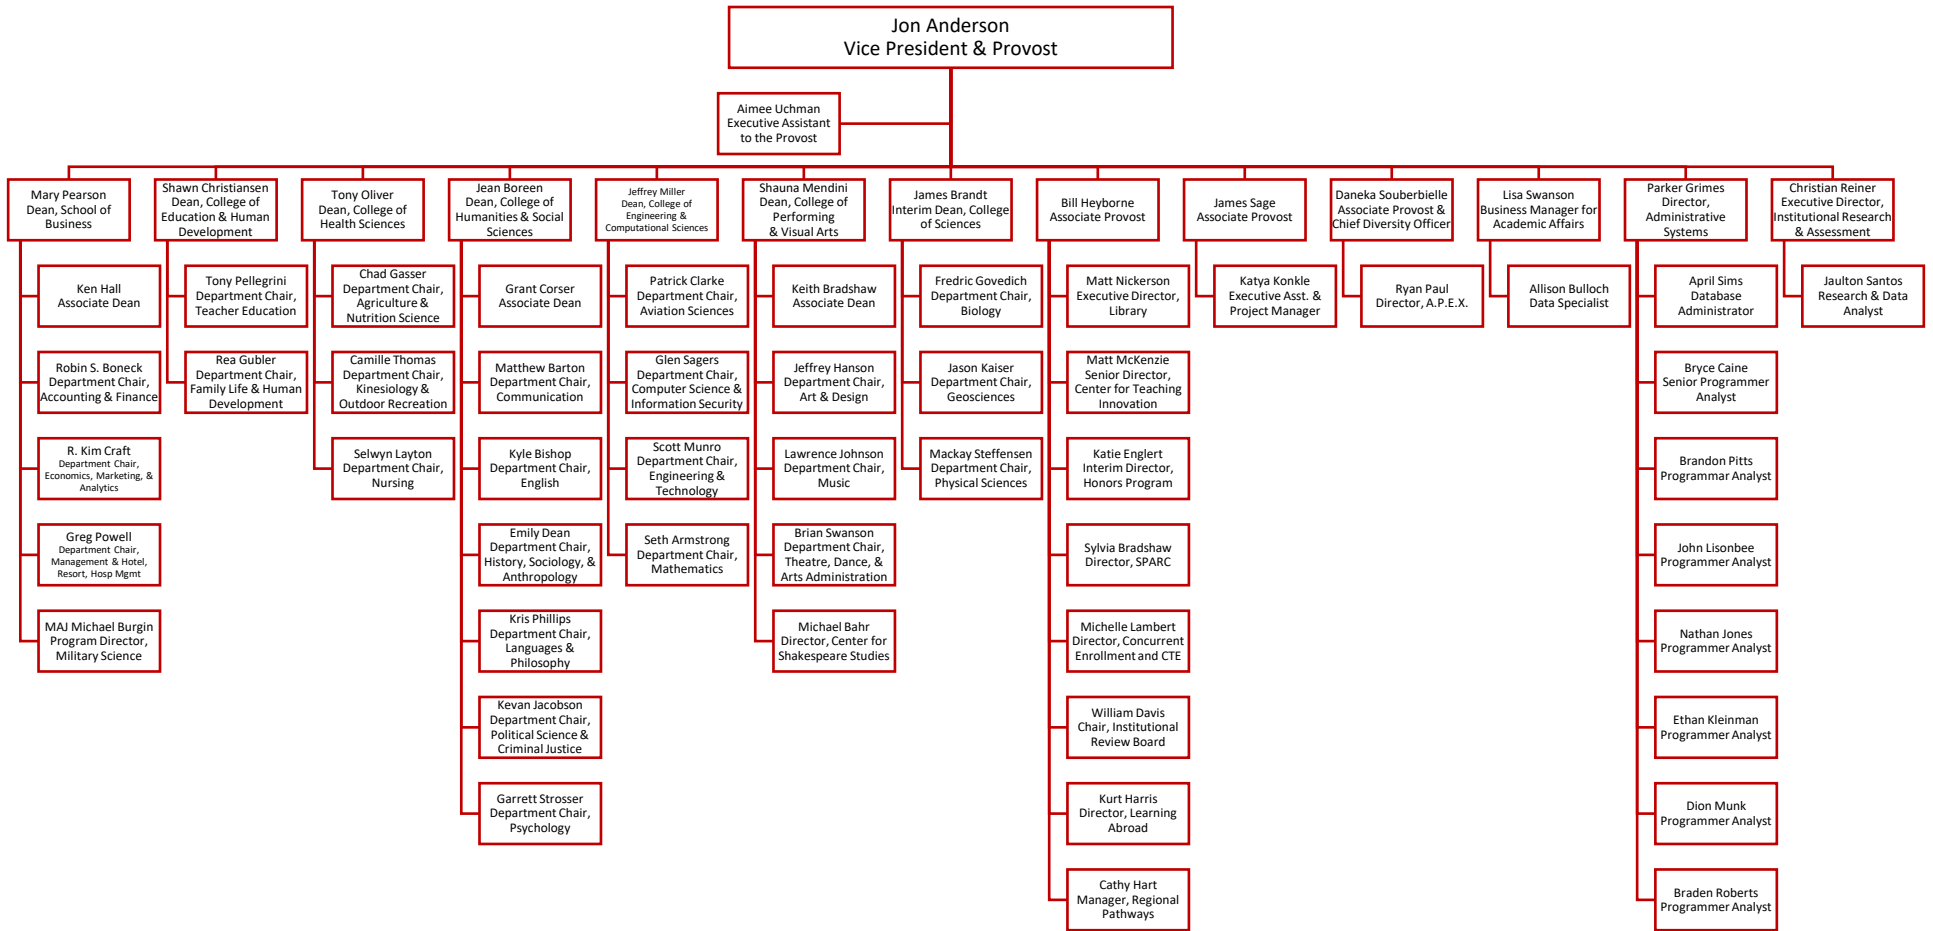 Jon Anderson
Vice President & Provost
Aimee Uchman
Executive Assistant
to the Provost
Mary Pearson
Dean, School of
Business
Ken Hall
Associate Dean
Robin S. Boneck
Department Chair,
Accounting & Finance
R. Kim Craft
Department Chair,
Economics, Marketing, &
Analytics
Greg Powell
Department Chair,
Management & Hotel,
Resort, Hosp Mgmt
MAJ Michael Burgin
Program Director,
Military Science
Shawn Christiansen
Dean, College of
Education & Human
Development
Tony Pellegrini
Department Chair,
Teacher Education
Rea Gubler
Department Chair,
Family Life & Human
Development
Tony Oliver
Dean, College of
Health Sciences
Chad Gasser
Department Chair,
Agriculture &
Nutrition Science
Camille Thomas
Department Chair,
Kinesiology &
Outdoor Recreation
Selwyn Layton
Department Chair,
Nursing
Jean Boreen
Dean, College of
Humanities & Social
Sciences
Grant Corser
Associate Dean
Matthew Barton
Department Chair,
Communication
Kyle Bishop
Department Chair,
English
Emily Dean
Department Chair,
History, Sociology, &
Anthropology
Kris Phillips
Department Chair,
Languages &
Philosophy
Kevan Jacobson
Department Chair,
Political Science &
Criminal Justice
Garrett Strosser
Department Chair,
Psychology
Jeffrey Miller
Dean, College of
Engineering &
Computational Sciences
Patrick Clarke
Department Chair,
Aviation Sciences
Glen Sagers
Department Chair,
Computer Science &
Information Security
Scott Munro
Department Chair,
Engineering &
Technology
Seth Armstrong
Department Chair,
Mathematics
Shauna Mendini
Dean, College of
Performing
& Visual Arts
Keith Bradshaw
Associate Dean
Jeffrey Hanson
Department Chair,
Art & Design
Lawrence Johnson
Department Chair,
Music
Brian Swanson
Department Chair,
Theatre, Dance, &
Arts Administration
Michael Bahr
Director, Center for
Shakespeare Studies
James Brandt
Interim Dean, College
of Sciences
Fredric Govedich
Department Chair,
Biology
Jason Kaiser
Department Chair,
Geosciences
Mackay Steffensen
Department Chair,
Physical Sciences
Bill Heyborne
Associate Provost
Matt Nickerson
Executive Director,
Library
Matt McKenzie
Senior Director,
Center for Teaching
Innovation
Katie Englert
Interim Director,
Honors Program
Sylvia Bradshaw
Director, SPARC
Michelle Lambert
Director, Concurrent
Enrollment and CTE
William Davis
Chair, Institutional
Review Board
Kurt Harris
Director, Learning
Abroad
Cathy Hart
Manager, Regional
Pathways
James Sage
Associate Provost
Katya Konkle
Executive Asst. &
Project Manager
Daneka Souberbielle
Associate Provost &
Chief Diversity Officer
Ryan Paul
Director, A.P.E.X.
Lisa Swanson
Business Manager for
Academic Affairs
Allison Bulloch
Data Specialist
Parker Grimes
Director,
Administrative
Systems
April Sims
Database
Administrator
Bryce Caine
Senior Programmer
Analyst
Brandon Pitts
Programmar Analyst
John Lisonbee
Programmer Analyst
Nathan Jones
Programmer Analyst
Ethan Kleinman
Programmer Analyst
Dion Munk
Programmer Analyst
Braden Roberts
Programmer Analyst
Christian Reiner
Executive Director,
Institutional Research
& Assessment
Jaulton Santos
Research & Data
Analyst